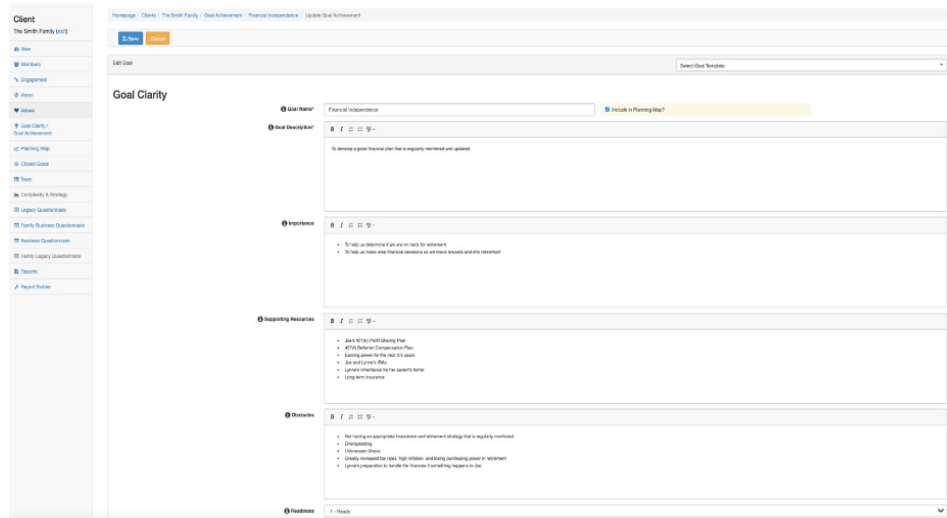 Client
The Smith Family (exit)
View
Members
Engagement
Vision
Values
Goal Clarity /
Goal Achievement
Planning Map
Closed Goals
Team
Complexity & Strategy
Legacy Questionnaire
Family Business Questionnaire
Business Questionnaire
Family Legacy Questionnaire
Reports
Report Builder
Homepage / Clients / The Smith Family / Goal Achievement / Financial Independence / Update Goal Achievement
Save Cancel
Edit Goal
Select Goal Template
Goal Clarity
Goal Name*
Financial Independence
Include in Planning Map?
Goal Description*
To develop a good financial plan that is regularly monitored and updated
Importance
To help us determine if we are on track for retirement
To help us make wise financial decisions as we move towards and into retirement
Supporting Resources
Joe's 401(k) Profit Sharing Plan
457(b) Deferred Compensation Plan
Earning power for the next 3-5 years
Joe and Lynne's IRAs
Lynne's inheritance for her parent's home
Long-term insurance
Obstacles
Not having an appropriate investment and retirement strategy that is regularly monitored
Overspending
Unforeseen illness
Greatly increased tax rates, high inflation, and losing purchasing power in retirement
Lynne's preparation to handle the finances if something happens to Joe
Readiness
1 - Ready